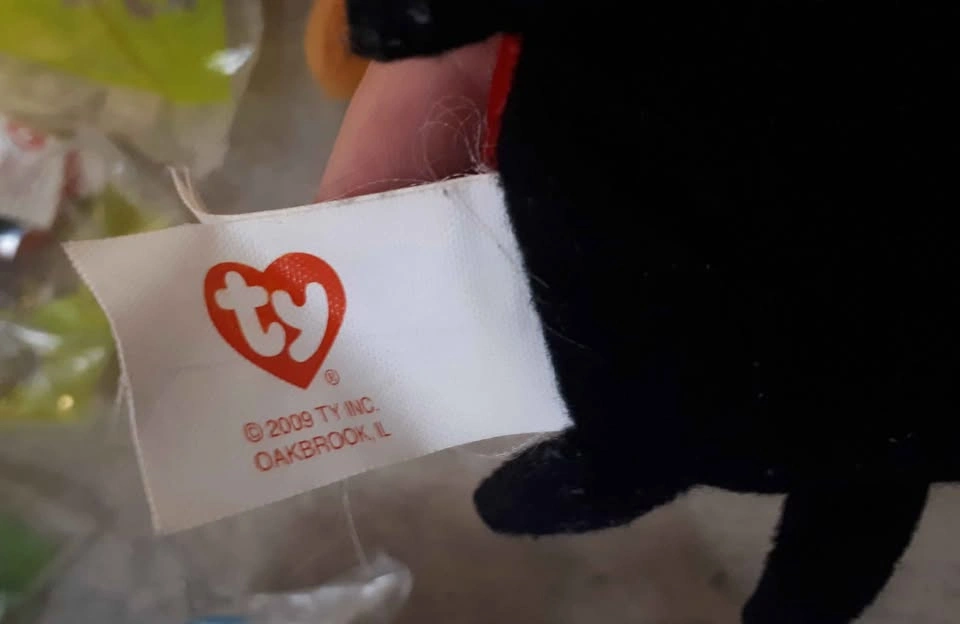 ty
®
© 2009 TY INC.
OAKBROOK, IL